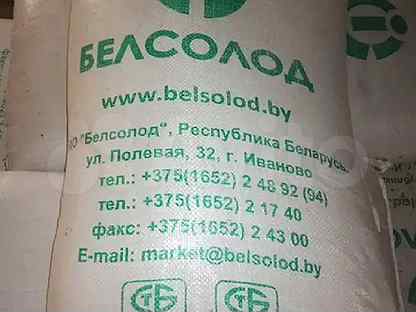 БЕЛСОЛОД
www.belsolod.by
О "Белсолод", Республика Беларусь
ул. Полевая, 32, г. Иваново
тел.: +375(1652) 2 48 92 (94)
тел.: +375(1652) 2 17 40
факс: +375(1652) 2 43 00
E-mail: market@belsolod.by
СТБ СТБ